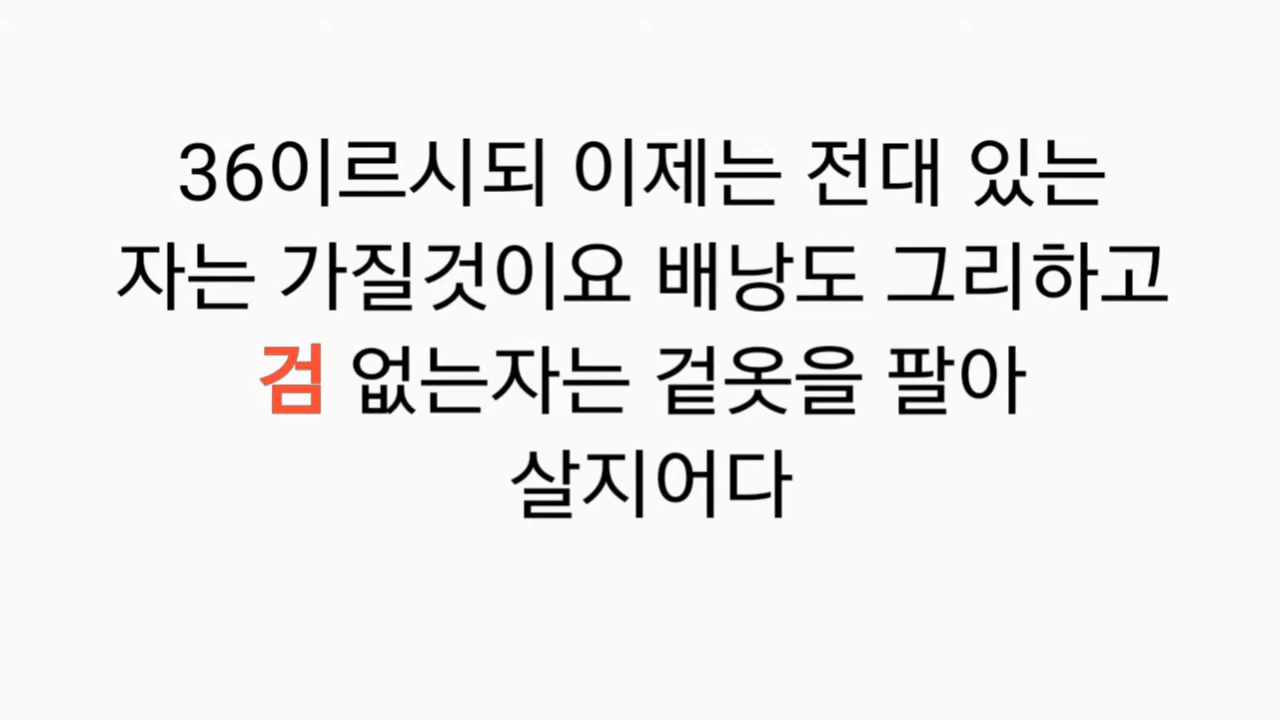 36이르시되 이제는 전대 있는
자는 가질것이요 배낭도 그리하고
검 없는자는 겉옷을 팔아
살지어다